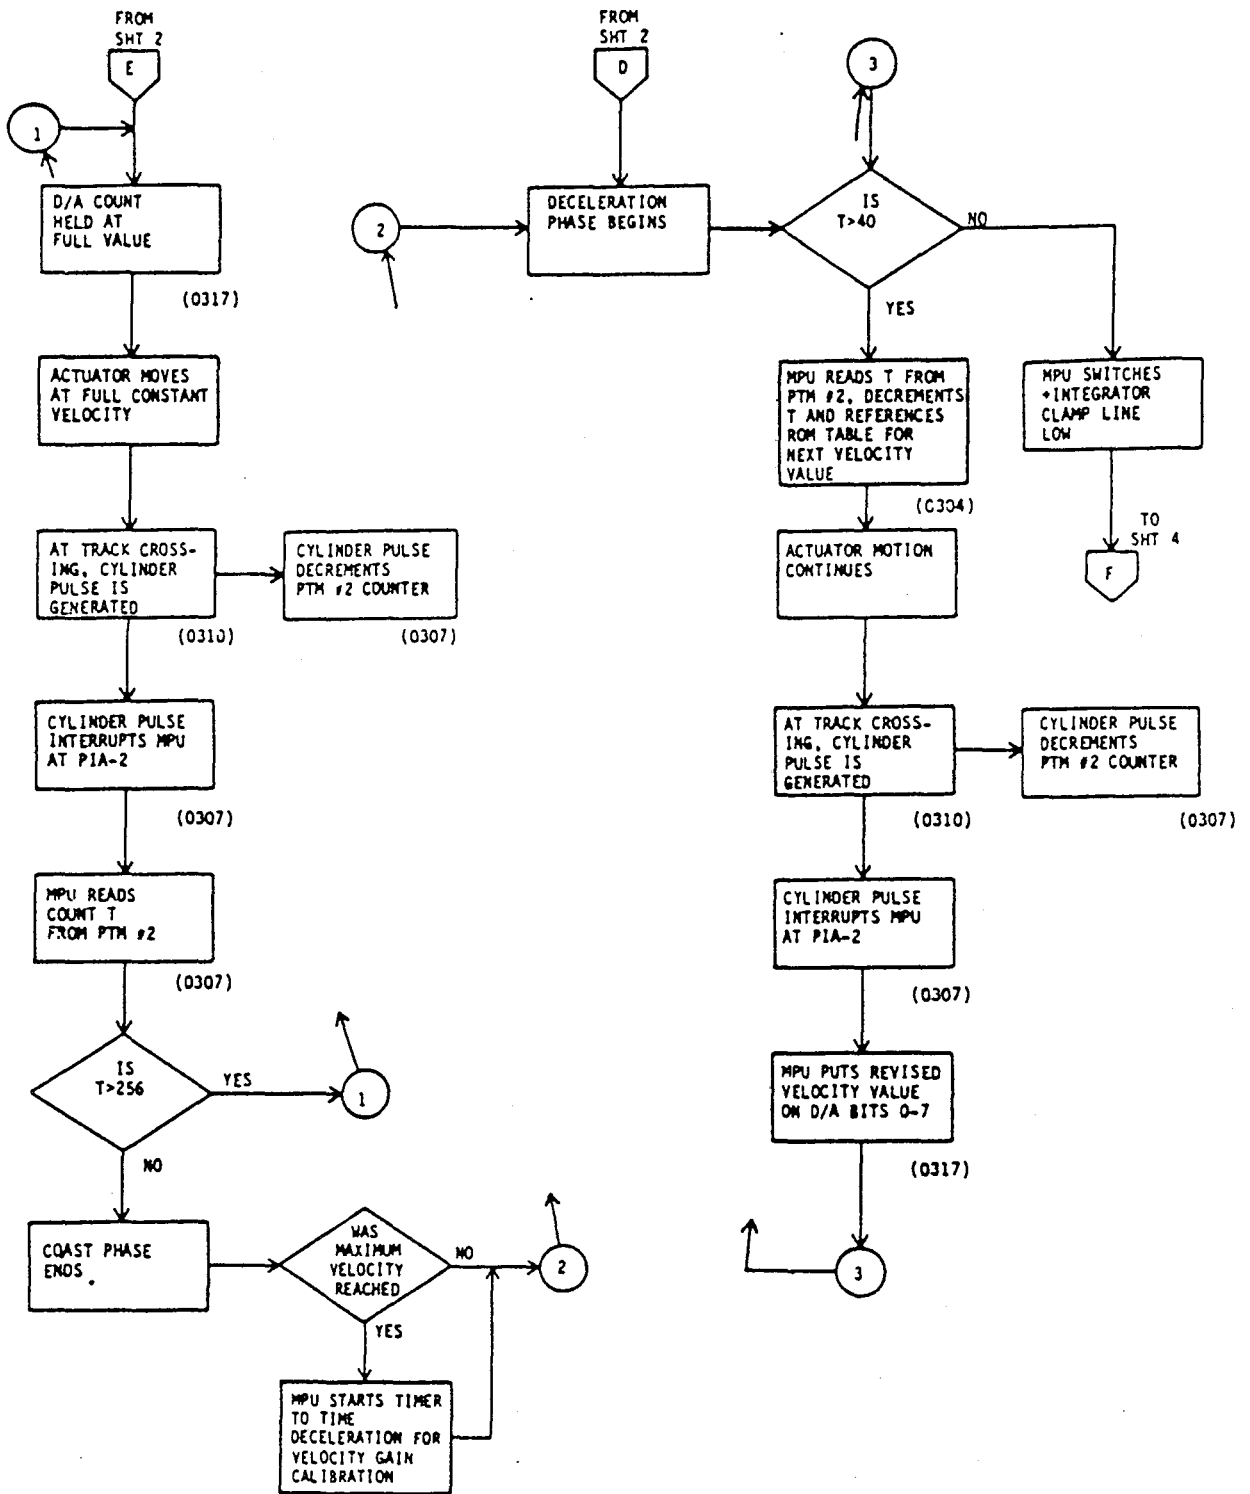 FROM
SHT 2
E
1
D/A COUNT
HELD AT
FULL VALUE
(0317)
ACTUATOR MOVES
AT FULL CONSTANT
VELOCITY
AT TRACK CROSS-
ING, CYLINDER
PULSE IS
GENERATED
(0310)
CYLINDER PULSE
DECREMENTS
PTM #2 COUNTER
(0307)
CYLINDER PULSE
INTERRUPTS MPU
AT PIA-2
(0307)
MPU READS
COUNT T
FROM PTM #2
(0307)
IS
T>256
YES
1
NO
COAST PHASE
ENDS.
WAS
MAXIMUM
VELOCITY
REACHED
NO
2
YES
MPU STARTS TIMER
TO TIME
DECELERATION FOR
VELOCITY GAIN
CALIBRATION
FROM
SHT 2
D
2
DECELERATION
PHASE BEGINS
3
IS
T>40
NO
YES
MPU READS T FROM
PTM #2, DECREMENTS
T AND REFERENCES
ROM TABLE FOR
NEXT VELOCITY
VALUE
(0304)
MPU SWITCHES
+INTEGRATOR
CLAMP LINE
LOW
TO
SHT 4
F
ACTUATOR MOTION
CONTINUES
AT TRACK CROSS-
ING, CYLINDER
PULSE IS
GENERATED
(0310)
CYLINDER PULSE
DECREMENTS
PTM #2 COUNTER
(0307)
CYLINDER PULSE
INTERRUPTS MPU
AT PIA-2
(0307)
MPU PUTS REVISED
VELOCITY VALUE
ON D/A BITS 0-7
(0317)
3